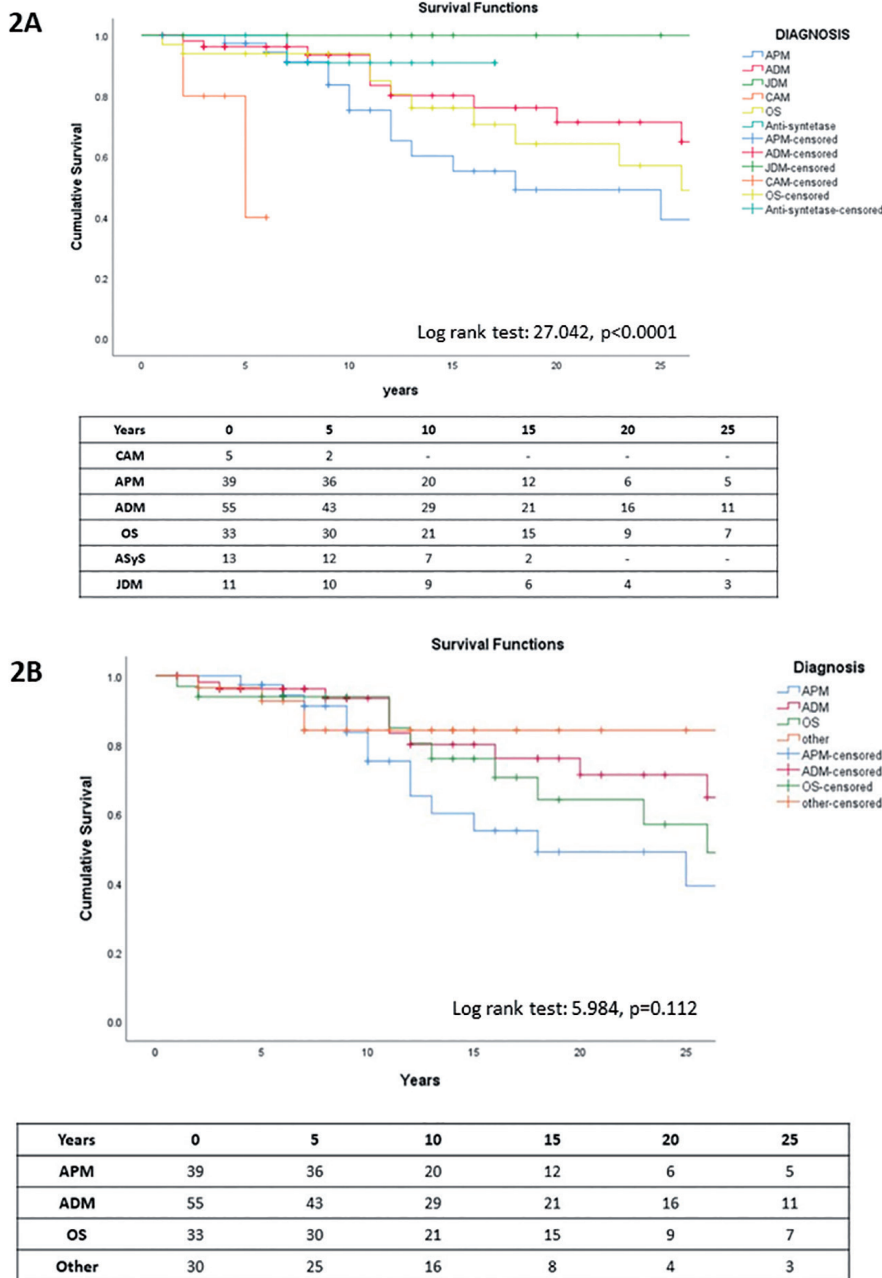 2A
Survival Functions
Cumulative Survival
1.0
0.8
0.6
0.4
0.2
0.0
0 5 10 15 20 25
years
Log rank test: 27.042, p<0.0001
DIAGNOSIS
APM
ADM
JDM
CAM
OS
Anti-syntetase
APM-censored
ADM-censored
JDM-censored
CAM-censored
OS-censored
Anti-syntetase-censored
Years 0 5 10 15 20 25
CAM 5 2 - - - -
APM 39 36 20 12 6 5
ADM 55 43 29 21 16 11
OS 33 30 21 15 9 7
ASyS 13 12 7 2 - -
JDM 11 10 9 6 4 3
2B
Survival Functions
Cumulative Survival
1.0
0.8
0.6
0.4
0.2
0.0
0 5 10 15 20 25
Years
Log rank test: 5.984, p=0.112
Diagnosis
APM
ADM
OS
other
APM-censored
ADM-censored
OS-censored
other-censored
Years 0 5 10 15 20 25
APM 39 36 20 12 6 5
ADM 55 43 29 21 16 11
OS 33 30 21 15 9 7
Other 30 25 16 8 4 3